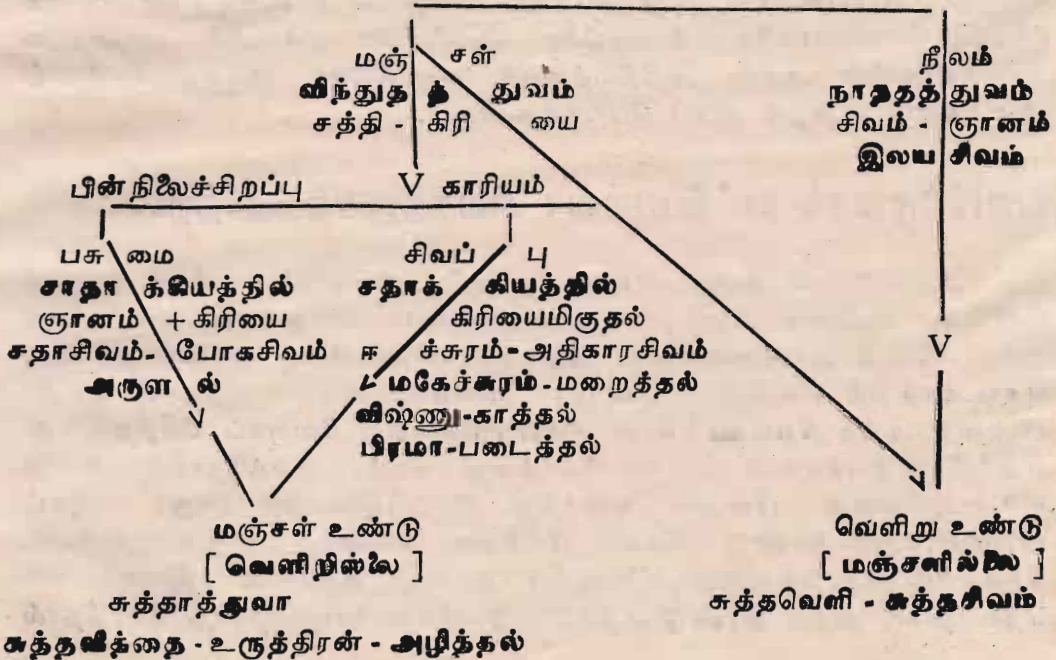 மஞ்சள்
விந்துதத்துவம்
சத்தி - கிரியை
நீலம்
நாததத்துவம்
சிவம் - ஞானம்
இலய சிவம்
பின்நிலைச்சிறப்பு V காரியம்
பசுமை
சாதாக்கியத்தில்
ஞானம் + கிரியை
சதாசிவம் - போகசிவம்
அருளல்
சிவப்பு
சதாக்கியத்தில்
கிரியைமிகுதல்
ஈச்சுரம் - அதிகாரசிவம்
மகேச்சுரம் - மறைத்தல்
விஷ்ணு - காத்தல்
பிரமா - படைத்தல்
V
மஞ்சள் உண்டு
[ வெளிறிஸ்லை ]
சுத்தாத்துவா
சுத்தவித்தை - உருத்திரன் - அழித்தல்
வெளிறு உண்டு
[ மஞ்சளில்லை ]
சுத்தவெளி - சுத்தசிவம்